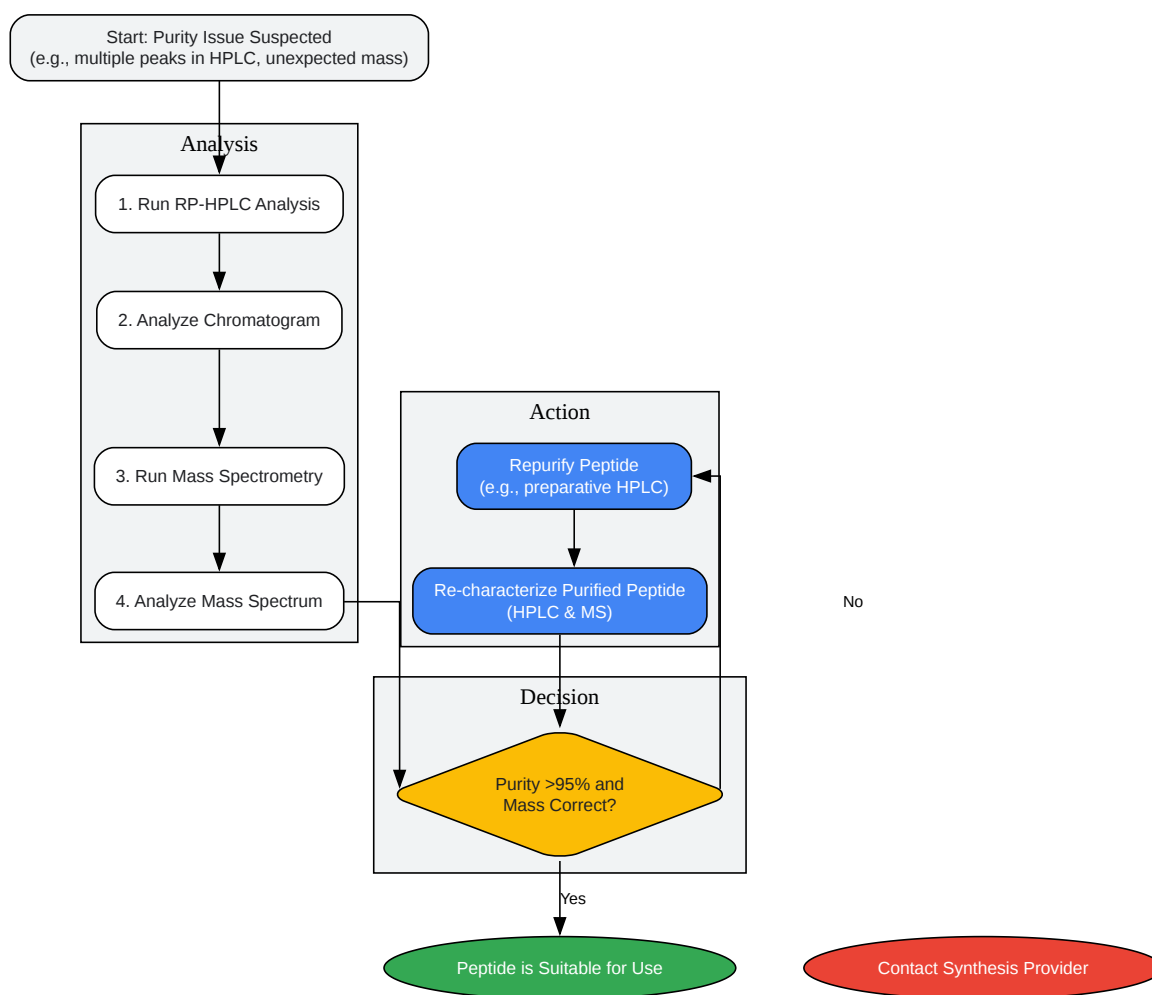 Start: Purity Issue Suspected
(e.g., multiple peaks in HPLC, unexpected mass)
Analysis
1. Run RP-HPLC Analysis
2. Analyze Chromatogram
3. Run Mass Spectrometry
4. Analyze Mass Spectrum
Action
Repurify Peptide
(e.g., preparative HPLC)
Re-characterize Purified Peptide
(HPLC & MS)
No
Decision
Purity >95% and
Mass Correct?
Yes
Peptide is Suitable for Use
Contact Synthesis Provider